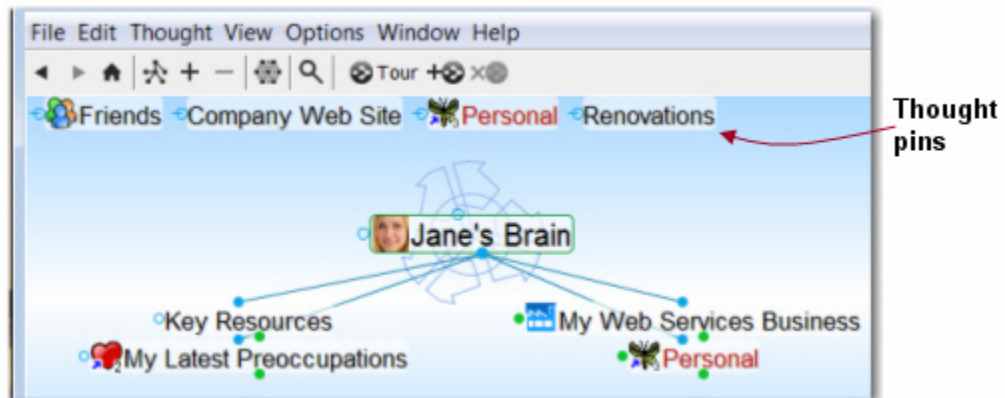 File Edit Thought View Options Window Help
Tour
Friends Company Web Site Personal Renovations
Thought
pins
Jane's Brain
Key Resources My Web Services Business
2 My Latest Preoccupations Personal